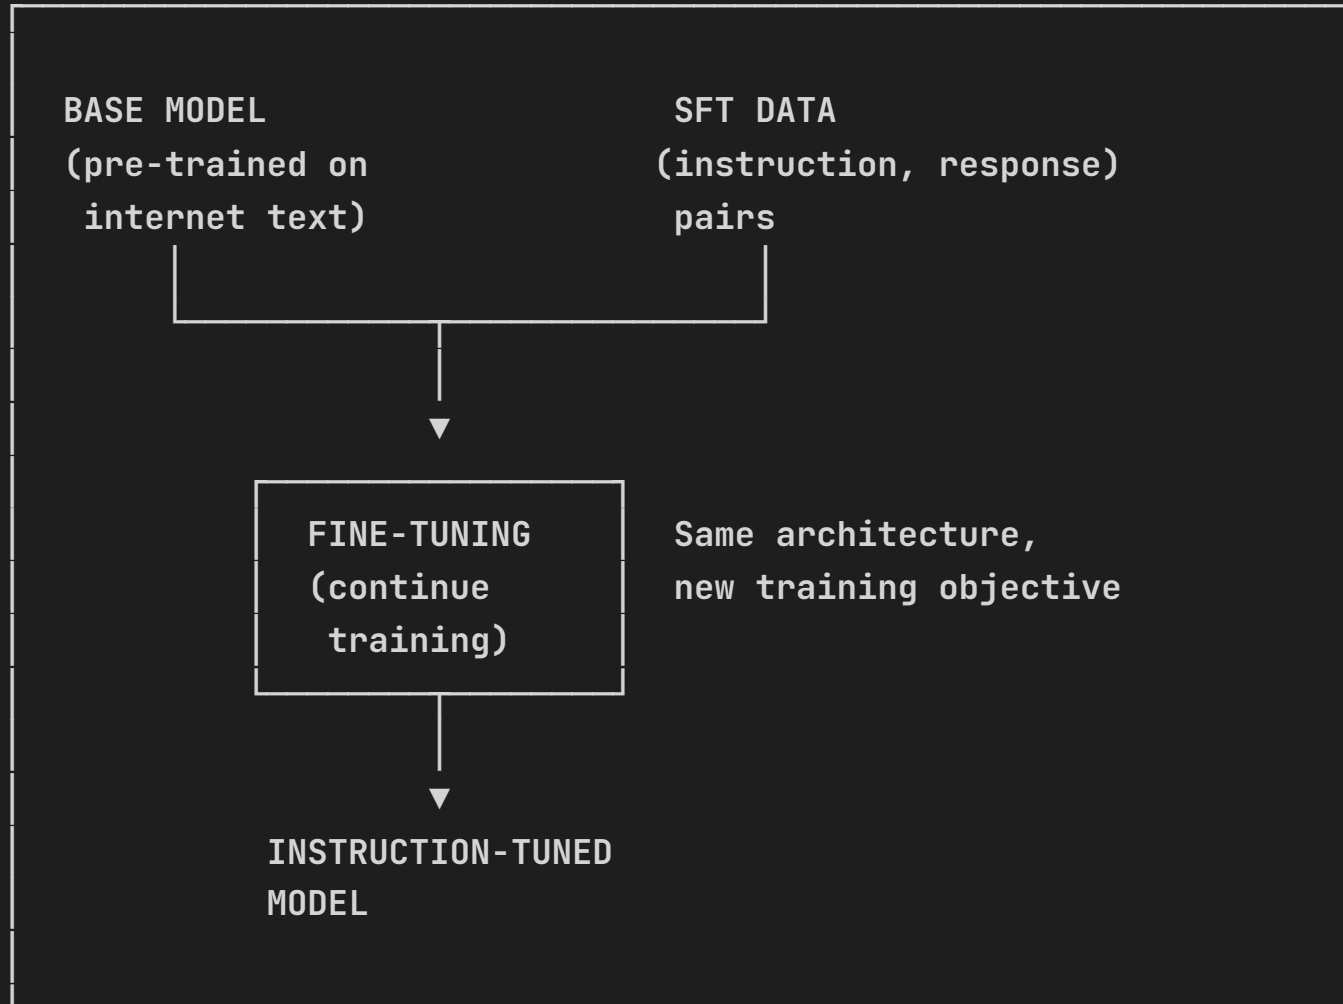 BASE MODEL
SFT DATA
(pre-trained on
(instruction, response)
internet text)
pairs
FINE-TUNING
(continue
training)
Same architecture,
new training objective
INSTRUCTION-TUNED
MODEL